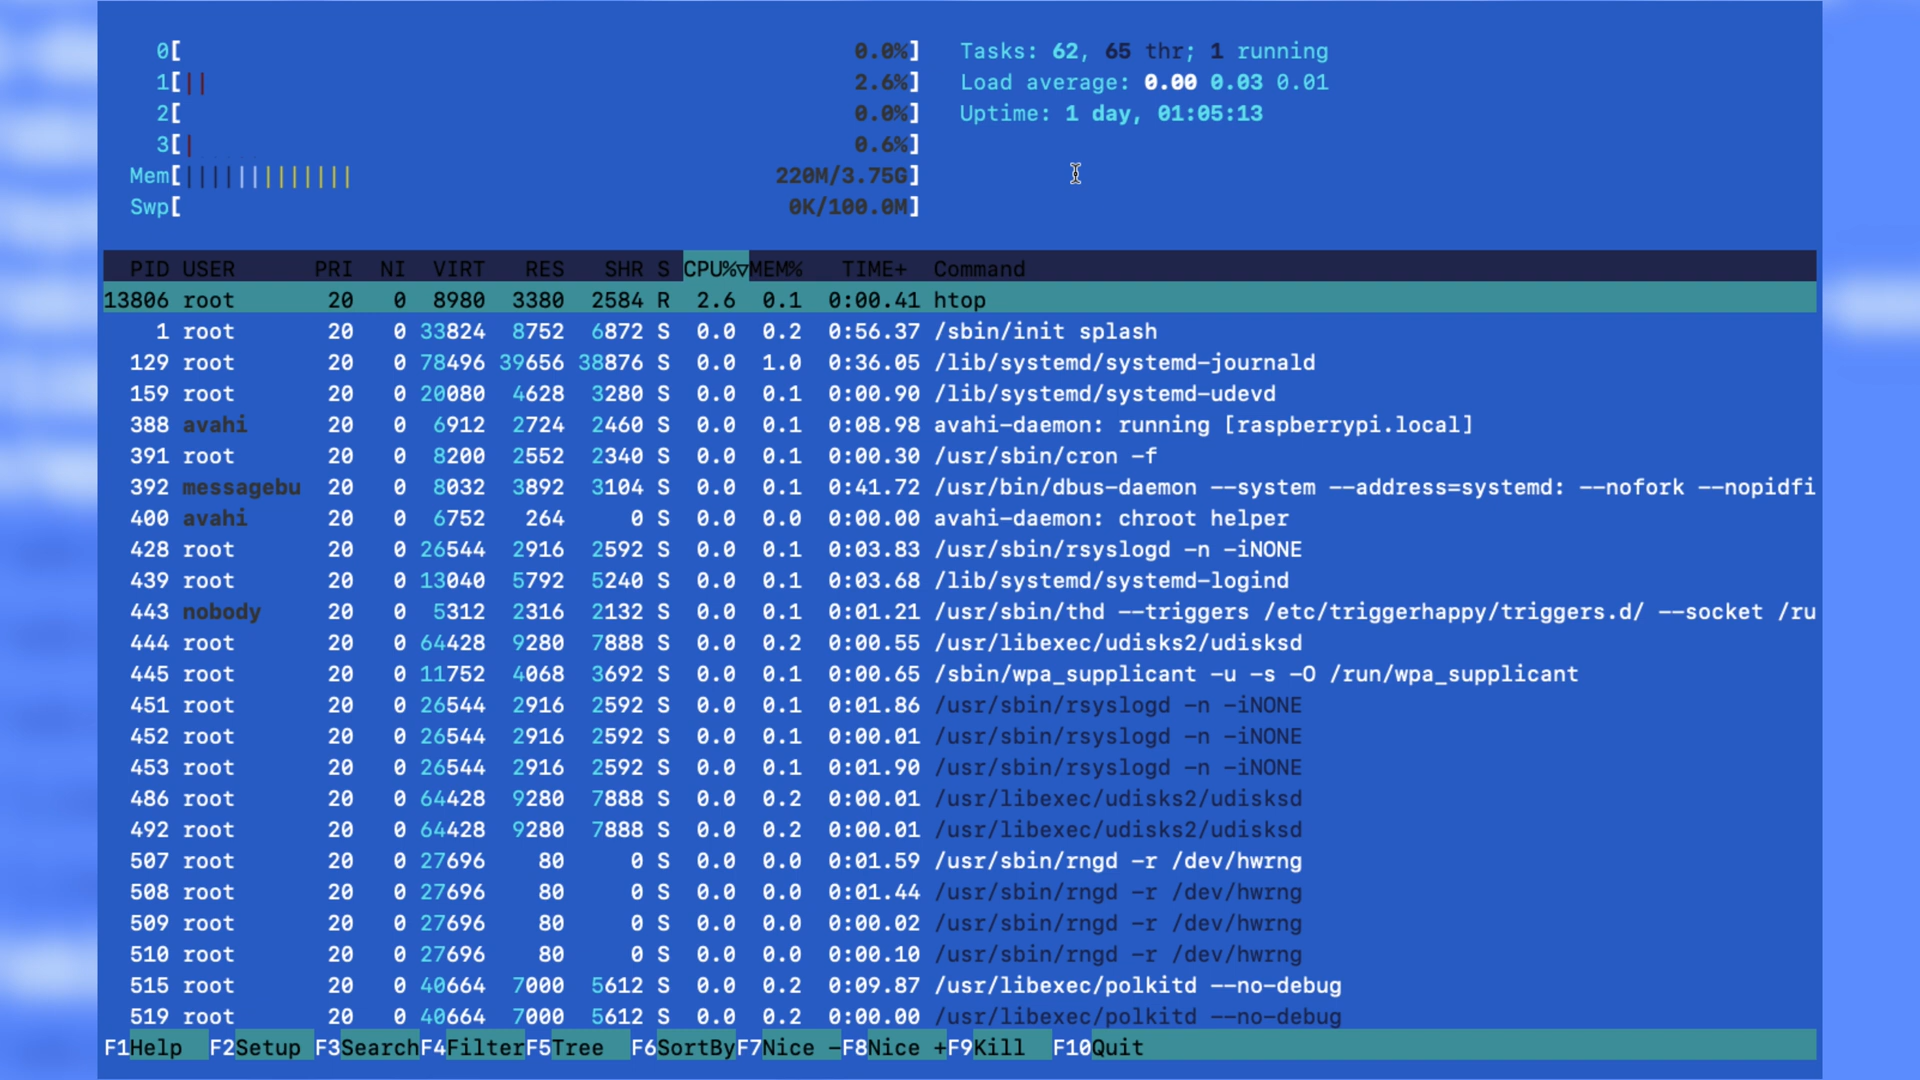 0[ 0.0%] Tasks: 62, 65 thr; 1 running
1[|| 2.6%] Load average: 0.00 0.03 0.01
2[ 0.0%] Uptime: 1 day, 01:05:13
3[| 0.6%]
Mem[||||||||||||| 220M/3.75G]
Swp[ 0K/100.0M]
PID USER PRI NI VIRT RES SHR S CPU%▽MEM% TIME+ Command
13806 root 20 0 8980 3380 2584 R 2.6 0.1 0:00.41 htop
1 root 20 0 33824 8752 6872 S 0.0 0.2 0:56.37 /sbin/init splash
129 root 20 0 78496 39656 38876 S 0.0 1.0 0:36.05 /lib/systemd/systemd-journald
159 root 20 0 20080 4628 3280 S 0.0 0.1 0:00.90 /lib/systemd/systemd-udevd
388 avahi 20 0 6912 2724 2460 S 0.0 0.1 0:08.98 avahi-daemon: running [raspberrypi.local]
391 root 20 0 8200 2552 2340 S 0.0 0.1 0:00.30 /usr/sbin/cron -f
392 messagebu 20 0 8032 3892 3104 S 0.0 0.1 0:41.72 /usr/bin/dbus-daemon --system --address=systemd: --nofork --nopidfi
400 avahi 20 0 6752 264 0 S 0.0 0.0 0:00.00 avahi-daemon: chroot helper
428 root 20 0 26544 2916 2592 S 0.0 0.1 0:03.83 /usr/sbin/rsyslogd -n -iNONE
439 root 20 0 13040 5792 5240 S 0.0 0.1 0:03.68 /lib/systemd/systemd-logind
443 nobody 20 0 5312 2316 2132 S 0.0 0.1 0:01.21 /usr/sbin/thd --triggers /etc/triggerhappy/triggers.d/ --socket /ru
444 root 20 0 64428 9280 7888 S 0.0 0.2 0:00.55 /usr/libexec/udisks2/udisksd
445 root 20 0 11752 4068 3692 S 0.0 0.1 0:00.65 /sbin/wpa_supplicant -u -s -O /run/wpa_supplicant
451 root 20 0 26544 2916 2592 S 0.0 0.1 0:01.86 /usr/sbin/rsyslogd -n -iNONE
452 root 20 0 26544 2916 2592 S 0.0 0.1 0:00.01 /usr/sbin/rsyslogd -n -iNONE
453 root 20 0 26544 2916 2592 S 0.0 0.1 0:01.90 /usr/sbin/rsyslogd -n -iNONE
486 root 20 0 64428 9280 7888 S 0.0 0.2 0:00.01 /usr/libexec/udisks2/udisksd
492 root 20 0 64428 9280 7888 S 0.0 0.2 0:00.01 /usr/libexec/udisks2/udisksd
507 root 20 0 27696 80 0 S 0.0 0.0 0:01.59 /usr/sbin/rngd -r /dev/hwrng
508 root 20 0 27696 80 0 S 0.0 0.0 0:01.44 /usr/sbin/rngd -r /dev/hwrng
509 root 20 0 27696 80 0 S 0.0 0.0 0:00.02 /usr/sbin/rngd -r /dev/hwrng
510 root 20 0 27696 80 0 S 0.0 0.0 0:00.10 /usr/sbin/rngd -r /dev/hwrng
515 root 20 0 40664 7000 5612 S 0.0 0.2 0:09.87 /usr/libexec/polkitd --no-debug
519 root 20 0 40664 7000 5612 S 0.0 0.2 0:00.00 /usr/libexec/polkitd --no-debug
F1Help F2Setup F3SearchF4FilterF5Tree F6SortByF7Nice -F8Nice +F9Kill F10Quit